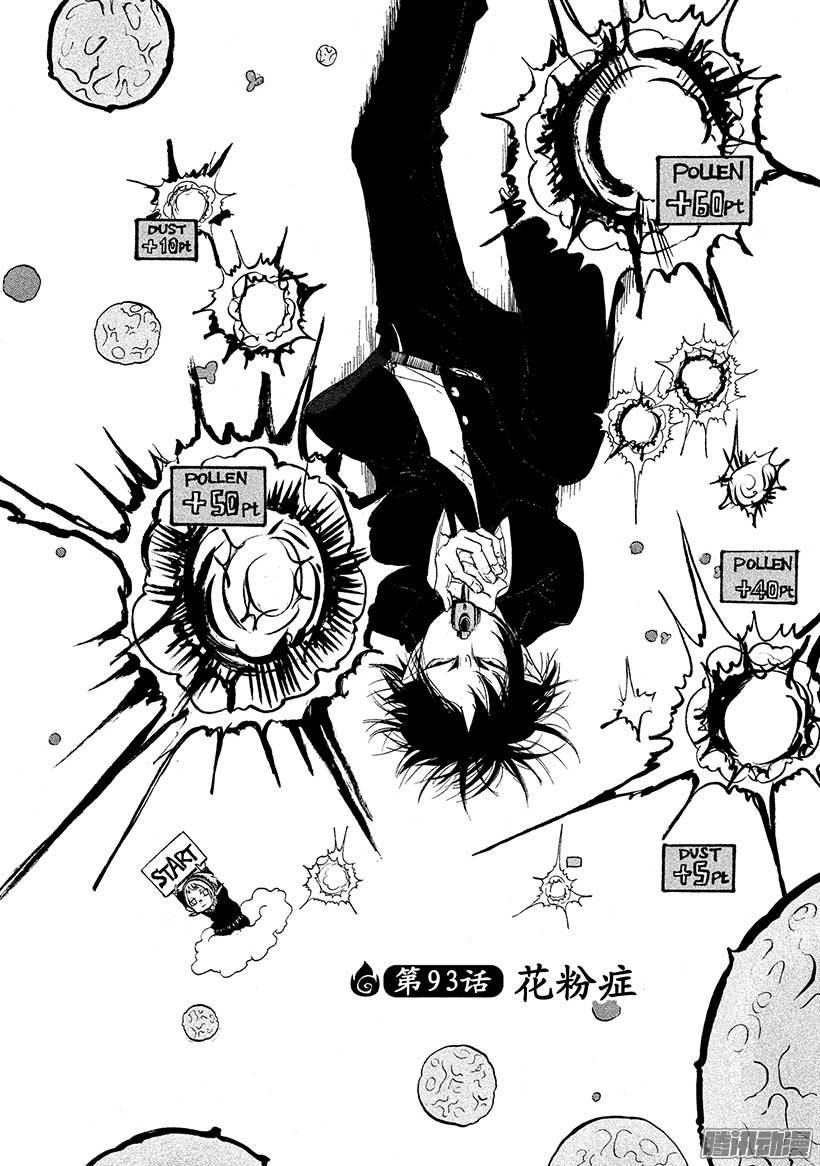 POLLEN
+60pt
DUST
+10pt
POLLEN
+50pt
POLLEN
+40pt
DUST
+5pt
START
第93话 花粉症
腾讯动漫